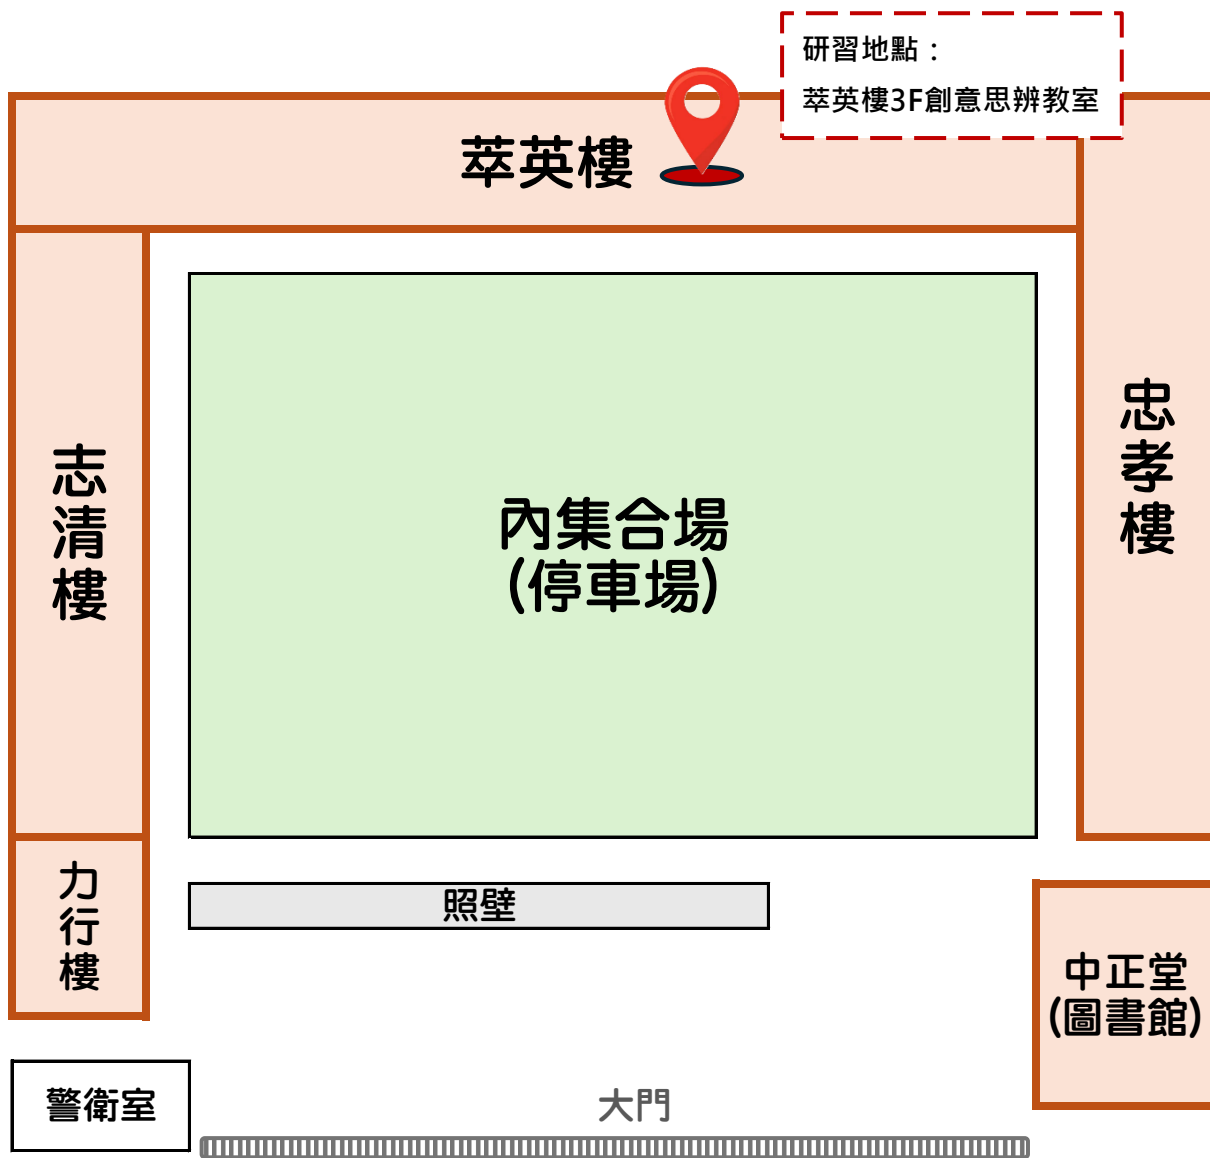 研習地點：
萃英樓3F創意思辨教室
萃英樓
志清樓
忠孝樓
內集合場
(停車場)
力行樓
照壁
中正堂
(圖書館)
警衛室
大門